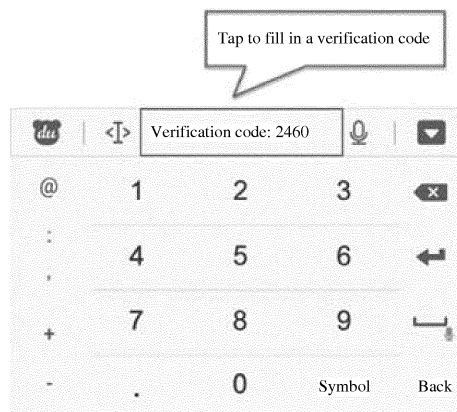 Tap to fill in a verification code
du Verification code: 2460
@ 1 2 3
: 4 5 6
,
+ 7 8 9
- . 0 Symbol Back